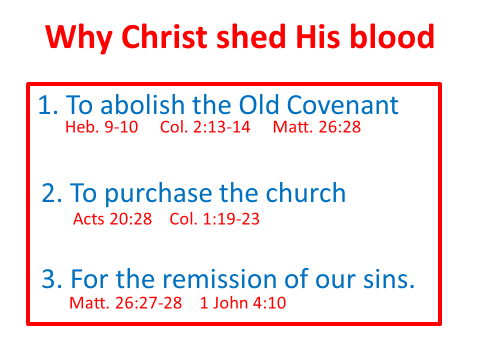 Why Christ shed His blood
1. To abolish the Old Covenant
Heb. 9-10 Col. 2:13-14 Matt. 26:28
2. To purchase the church
Acts 20:28 Col. 1:19-23
3. For the remission of our sins.
Matt. 26:27-28 1 John 4:10